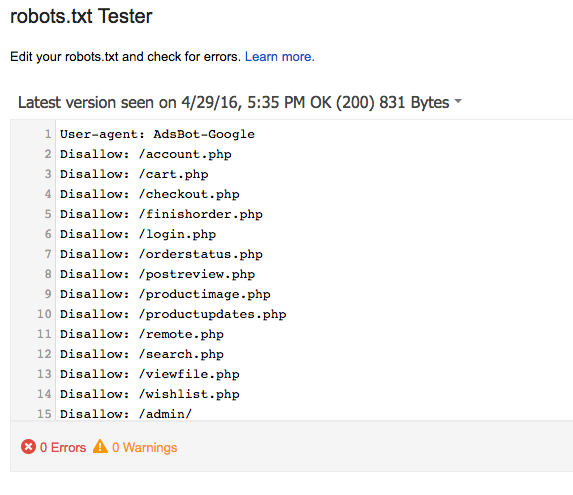 robots.txt Tester
Edit your robots.txt and check for errors. Learn more.
Latest version seen on 4/29/16, 5:35 PM OK (200) 831 Bytes
1 User-agent: AdsBot-Google
2 Disallow: /account.php
3 Disallow: /cart.php
4 Disallow: /checkout.php
5 Disallow: /finishorder.php
6 Disallow: /login.php
7 Disallow: /orderstatus.php
8 Disallow: /postreview.php
9 Disallow: /productimage.php
10 Disallow: /productupdates.php
11 Disallow: /remote.php
12 Disallow: /search.php
13 Disallow: /viewfile.php
14 Disallow: /wishlist.php
15 Disallow: /admin/
0 Errors 0 Warnings